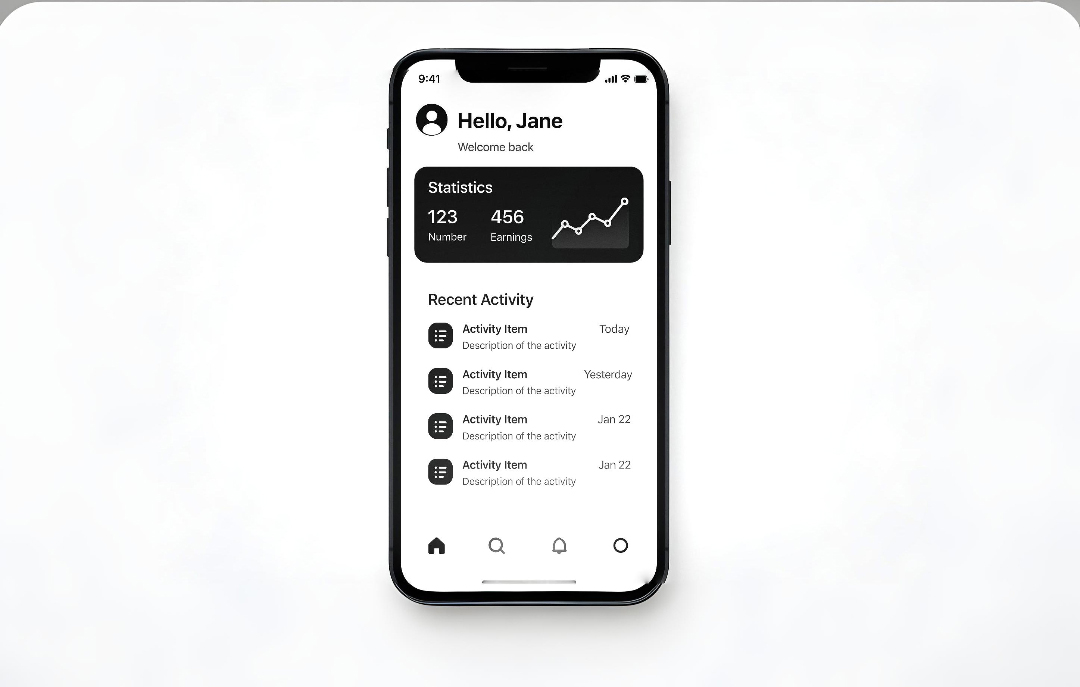 9:41
Hello, Jane
Welcome back
Statistics
123 456
Number Earnings
Recent Activity
Activity Item Today
Description of the activity
Activity Item Yesterday
Description of the activity
Activity Item Jan 22
Description of the activity
Activity Item Jan 22
Description of the activity